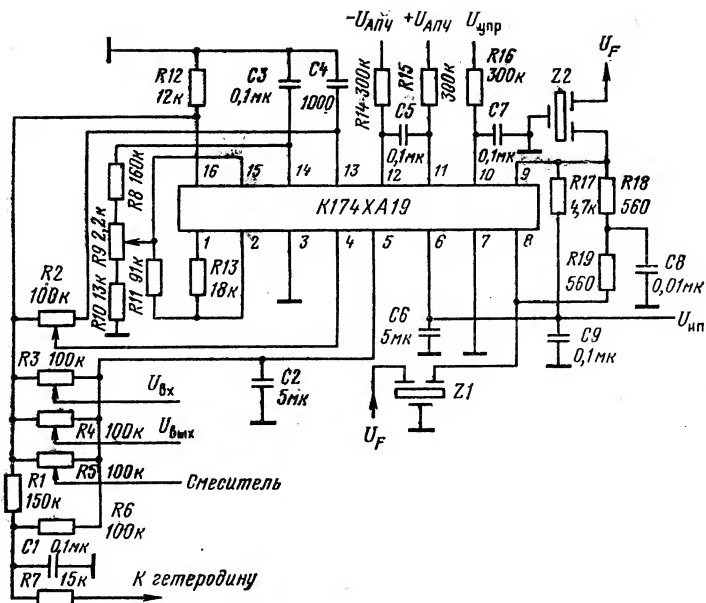 −U АПЧ +U АПЧ U упр
R12 12к
C3 0,1мк
C4 1000
R14 300к
R15 300к
R16 300к
C5 0,1мк
C7 0,1мк
Z2
U F
16 15 14 13 12 11 10 9
R8 160к
R9 2,2к
R10 13к
R11 91к
К174ХА19
R17 4,7к
R18 560
R19 560
C8 0,01мк
1 2 3 4 5 6 7 8
R13 18к
R2 100к
R3 100к
U вх
R4 100к
U вых
R5 100к
Смеситель
C2 5мк
C6 5мк
C9 0,1мк
U ип
Z1
U F
R1 150к
R6 100к
C1 0,1мк
R7 15к
К гетеродину